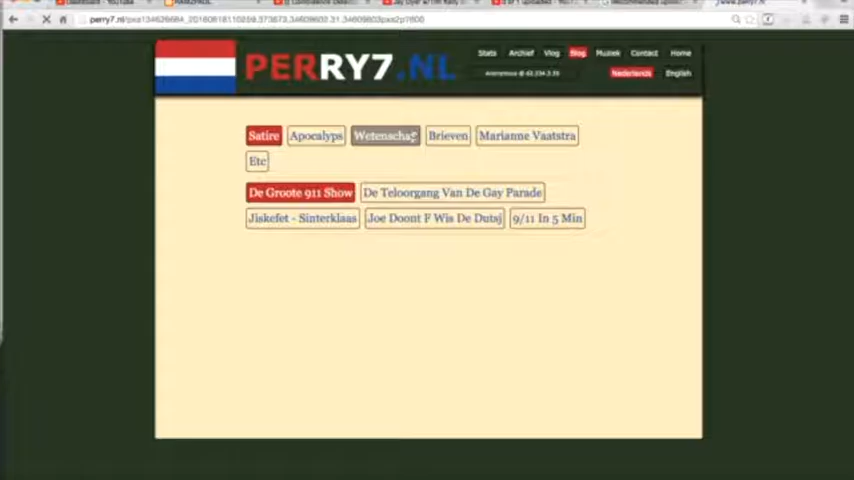 PERRY7.NL
Stats Archief Vlog Blog Muziek Contact Home
Nederlands English
Satire Apocalyps Wetenschap Brieven Marianne Vaatstra
Etc
De Groote 911 Show De Teloorgang Van De Gay Parade
Jiskefet - Sinterklaas Joe Doont F Wis De Dutsj 9/11 In 5 Min